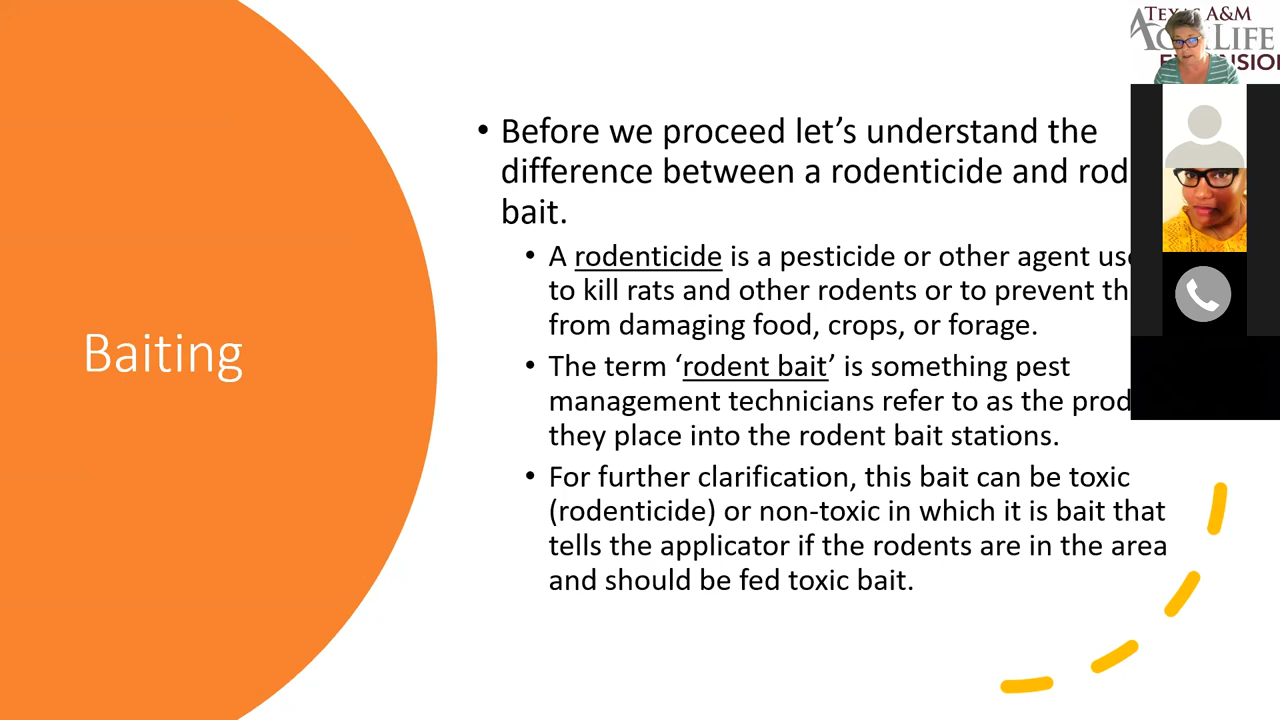 TEXAS A&M
LIFE
Before we proceed let's understand the
difference between a rodenticide and rod
bait.
A rodenticide is a pesticide or other agent us
to kill rats and other rodents or to prevent th
from damaging food, crops, or forage.
Baiting
The term ‘rodent bait’ is something pest
management technicians refer to as the prod
they place into the rodent bait stations.
For further clarification, this bait can be toxic
(rodenticide) or non-toxic in which it is bait that
tells the applicator if the rodents are in the area
and should be fed toxic bait.